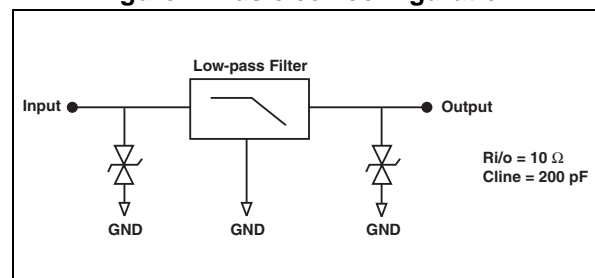 Low-pass Filter
Input
Output
Ri/o = 10 Ω
Cline = 200 pF
GND
GND
GND